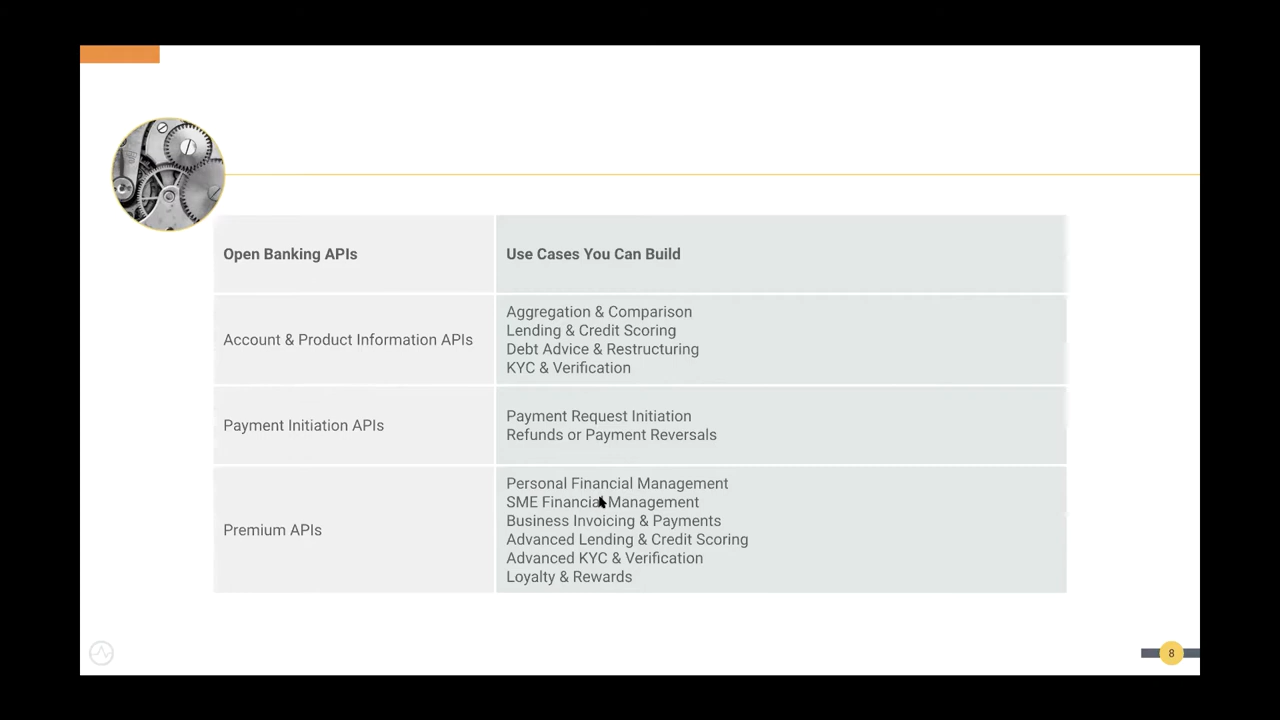 Open Banking APIs
Use Cases You Can Build
Account & Product Information APIs
Aggregation & Comparison
Lending & Credit Scoring
Debt Advice & Restructuring
KYC & Verification
Payment Initiation APIs
Payment Request Initiation
Refunds or Payment Reversals
Premium APIs
Personal Financial Management
SME Financial Management
Business Invoicing & Payments
Advanced Lending & Credit Scoring
Advanced KYC & Verification
Loyalty & Rewards
8